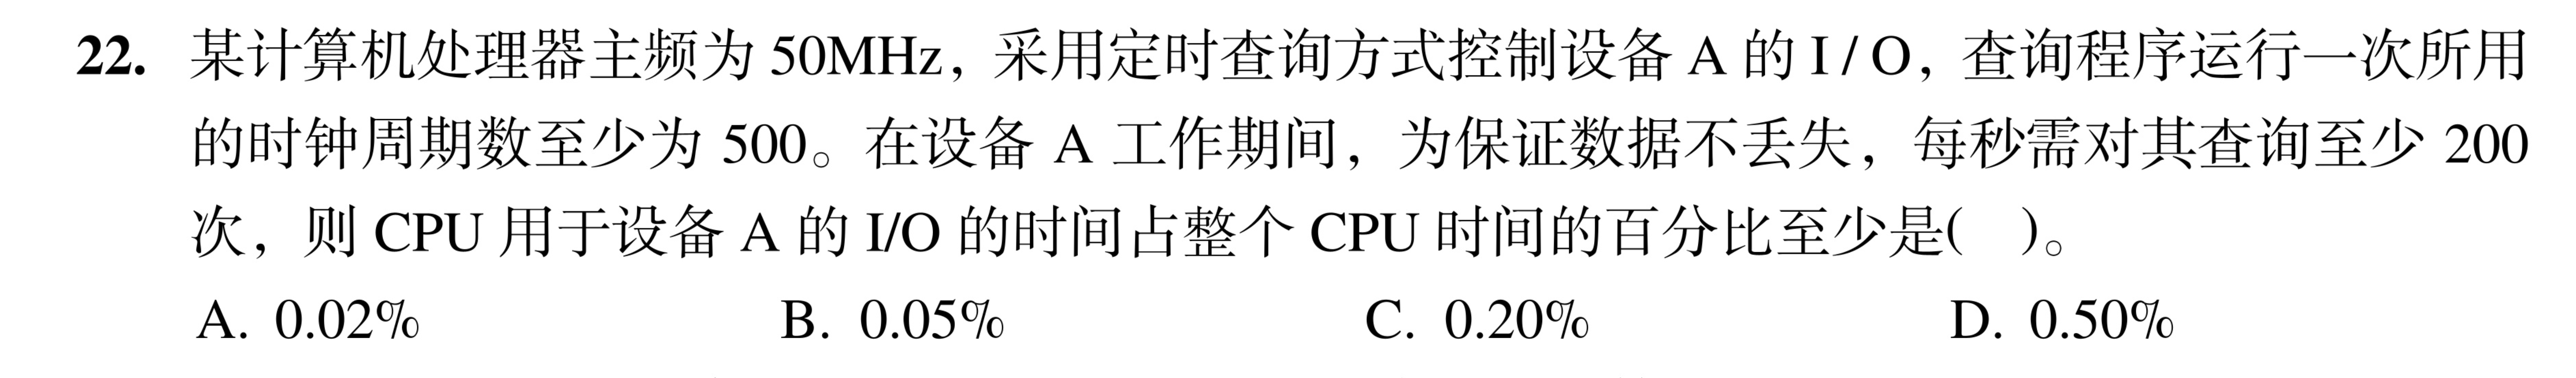 22. 某计算机处理器主频为 50MHz，采用定时查询方式控制设备 A 的 I / O，查询程序运行一次所用
的时钟周期数至少为 500。在设备 A 工作期间，为保证数据不丢失，每秒需对其查询至少 200
次，则 CPU 用于设备 A 的 I/O 的时间占整个 CPU 时间的百分比至少是(　)。
A. 0.02%　B. 0.05%　C. 0.20%　D. 0.50%